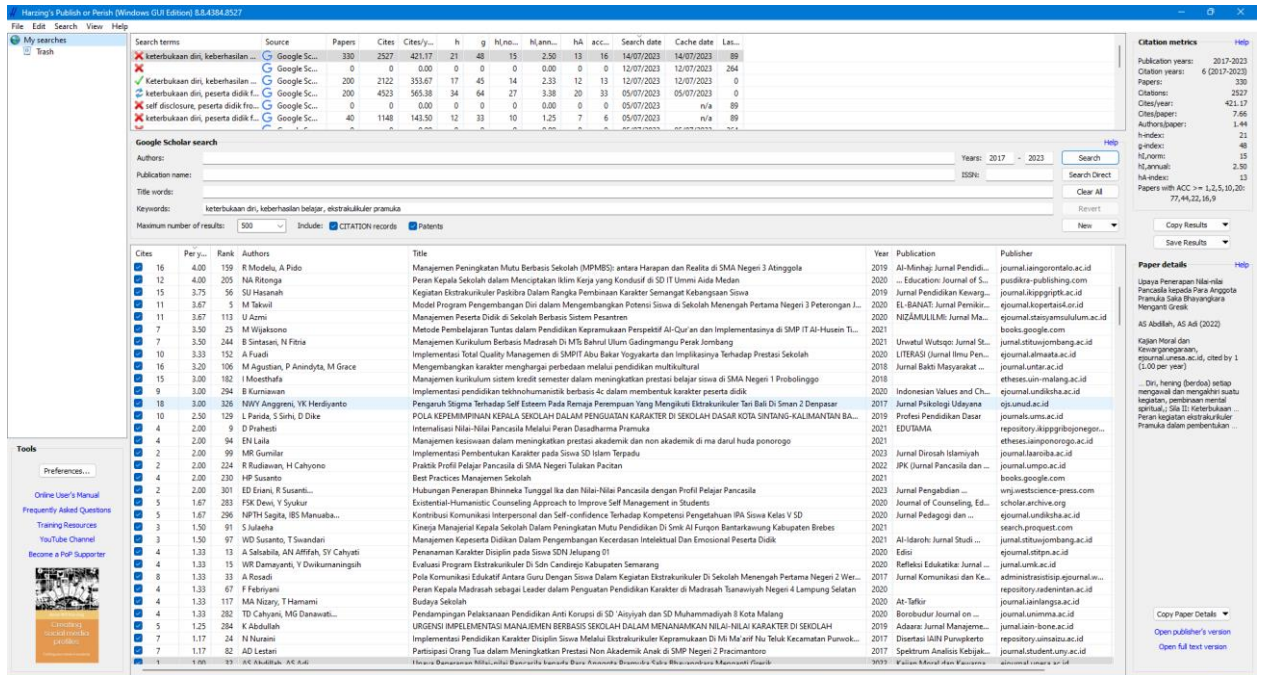 Harzing's Publish or Perish (Windows GUI Edition) 8.8.4384.8527
File Edit Search View Help
My searches
Trash
Search terms Source Papers Cites Cites/y... h g hI,no... hI,ann... hA acc... Search date Cache date Las...
keterbukaan diri, keberhasilan ... Google Sc... 330 2527 421.17 21 48 15 2.50 13 16 14/07/2023 14/07/2023 89
Google Sc... 0 0 0.00 0 0 0 0.00 0 0 12/07/2023 12/07/2023 264
Keterbukaan diri, keberhasilan ... Google Sc... 200 2122 353.67 17 45 14 2.33 12 13 12/07/2023 12/07/2023 0
keterbukaan diri, peserta didik f... Google Sc... 200 4523 565.38 34 64 27 3.38 20 33 05/07/2023 05/07/2023 0
self disclosure, peserta didik fro... Google Sc... 0 0 0.00 0 0 0 0.00 0 0 05/07/2023 n/a 89
keterbukaan diri, peserta didik f... Google Sc... 40 1148 143.50 12 33 10 1.25 7 6 05/07/2023 n/a 89
Google Scholar search Help
Authors: Years: 2017 - 2023 Search
Publication name: ISSN: Search Direct
Title words: Clear All
Keywords: keterbukaan diri, keberhasilan belajar, ekstrakulikuler pramuka Revert
Maximum number of results: 500 Include: CITATION records Patents New
Cites Per y... Rank Authors Title Year Publication Publisher
16 4.00 159 R Modelu, A Pido Manajemen Peningkatan Mutu Berbasis Sekolah (MPMBS): antara Harapan dan Realita di SMA Negeri 3 Atinggola 2019 Al-Minhaj: Jurnal Pendidi... journal.iaingorontalo.ac.id
12 4.00 205 NA Ritonga Peran Kepala Sekolah dalam Menciptakan Iklim Kerja yang Kondusif di SD IT Ummi Aida Medan 2020 ... Education: Journal of S... pusdikra-publishing.com
15 3.75 56 SU Hasanah Kegiatan Ekstrakurikuler Paskibra Dalam Rangka Pembinaan Karakter Semangat Kebangsaan Siswa 2019 Jurnal Pendidikan Kewarg... journal.ikippgriptk.ac.id
11 3.67 5 M Takwil Model Program Pengembangan Diri dalam Mengembangkan Potensi Siswa di Sekolah Menengah Pertama Negeri 3 Peterongan J... 2020 EL-BANAT: Jurnal Pemikir... ejournal.kopertais4.or.id
11 3.67 113 U Azmi Manajemen Peserta Didik di Sekolah Berbasis Sistem Pesantren 2020 NIZĀMULILMI: Jurnal Ma... ejournal.staisyamsululum.ac.id
7 3.50 25 M Wijaksono Metode Pembelajaran Tuntas dalam Pendidikan Kepramukaan Perspektif Al-Qur'an dan Implementasinya di SMP IT Al-Husein Ti... 2021 books.google.com
7 3.50 244 B Sintasari, N Fitria Manajemen Kurikulum Berbasis Madrasah Di MTs Bahrul Ulum Gadingmangu Perak Jombang 2021 Urwatul Wutsqo: Jurnal St... jurnal.stituwjombang.ac.id
10 3.33 152 A Fuadi Implementasi Total Quality Managemen di SMPIT Abu Bakar Yogyakarta dan Implikasinya Terhadap Prestasi Sekolah 2020 LITERASI (Jurnal Ilmu Pen... ejournal.almaata.ac.id
16 3.20 106 M Agustian, P Anindyta, M Grace Mengembangkan karakter menghargai perbedaan melalui pendidikan multikultural 2018 Jurnal Bakti Masyarakat ... journal.untar.ac.id
15 3.00 182 I Moesthafa Manajemen kurikulum sistem kredit semester dalam meningkatkan prestasi belajar siswa di SMA Negeri 1 Probolinggo 2018 etheses.uin-malang.ac.id
9 3.00 294 B Kurniawan Implementasi pendidikan tekhnohumanistik berbasis 4c dalam membentuk karakter peserta didik 2020 Indonesian Values and Ch... ejournal.undiksha.ac.id
18 3.00 326 NWV Anggreni, YK Herdiyanto Pengaruh Stigma Terhadap Self Esteem Pada Remaja Perempuan Yang Mengikuti Ektrakurikuler Tari Bali Di Sman 2 Denpasar 2017 Jurnal Psikologi Udayana ojs.unud.ac.id
10 2.50 129 L Parida, S Sirhi, D Dike POLA KEPEMIMPINAN KEPALA SEKOLAH DALAM PENGUATAN KARAKTER DI SEKOLAH DASAR KOTA SINTANG-KALIMANTAN BA... 2019 Profesi Pendidikan Dasar journals.ums.ac.id
4 2.00 9 D Prahesti Internalisasi Nilai-Nilai Pancasila Melalui Peran Dasadharma Pramuka 2021 EDUTAMA repository.ikippgribojonegor...
4 2.00 94 EN Laila Manajemen kesiswaan dalam meningkatkan prestasi akademik dan non akademik di ma darul huda ponorogo 2021 etheses.iainponorogo.ac.id
2 2.00 99 MR Gumilar Implementasi Pembentukan Karakter pada Siswa SD Islam Terpadu 2023 Jurnal Dirosah Islamiyah journal.laaroiba.ac.id
2 2.00 224 R Rudiawan, H Cahyono Praktik Profil Pelajar Pancasila di SMA Negeri Tulakan Pacitan 2022 JPK (Jurnal Pancasila dan ... journal.umpo.ac.id
4 2.00 230 HP Susanto Best Practices Manajemen Sekolah 2021 books.google.com
2 2.00 301 ED Eriani, R Susanti... Hubungan Penerapan Bhinneka Tunggal Ika dan Nilai-Nilai Pancasila dengan Profil Pelajar Pancasila 2023 Jurnal Pengabdian ... wnj.westscience-press.com
5 1.67 283 FSK Dewi, Y Syukur Existential-Humanistic Counseling Approach to Improve Self Management in Students 2020 Journal of Counseling, Ed... scholar.archive.org
5 1.67 296 NPTH Sagita, IBS Manuaba... Kontribusi Komunikasi Interpersonal dan Self-confidence Terhadap Kompetensi Pengetahuan IPA Siswa Kelas V SD 2020 Jurnal Pedagogi dan ... ejournal.undiksha.ac.id
3 1.50 91 S Julaeha Kinerja Manajerial Kepala Sekolah Dalam Peningkatan Mutu Pendidikan Di Smk Al Furqon Bantarkawung Kabupaten Brebes 2021 search.proquest.com
3 1.50 97 WD Susanto, T Swandari Manajemen Kepeserta Didikan Dalam Pengembangan Kecerdasan Intelektual Dan Emosional Peserta Didik 2021 Al-Idaroh: Jurnal Studi ... jurnal.stituwjombang.ac.id
4 1.33 13 A Salsabila, AN Affifah, SY Cahyati Penanaman Karakter Disiplin pada Siswa SDN Jelupang 01 2020 Edisi ejournal.stitpn.ac.id
4 1.33 15 WR Damayanti, Y Dwikurnaningsih Evaluasi Program Ekstrakurikuler Di Sdn Candirejo Kabupaten Semarang 2020 Refleksi Edukatika: Jurnal ... jurnal.umk.ac.id
8 1.33 33 A Rosadi Pola Komunikasi Edukatif Antara Guru Dengan Siswa Dalam Kegiatan Ekstrakurikuler Di Sekolah Menengah Pertama Negeri 2 Wer... 2017 Jurnal Komunikasi dan Ke... administrasistisip.ejournal.w...
4 1.33 67 F Febriyani Peran Kepala Madrasah sebagai Leader dalam Penguatan Pendidikan Karakter di Madrasah Tsanawiyah Negeri 4 Lampung Selatan 2020 repository.radenintan.ac.id
4 1.33 117 MA Nizary, T Hamami Budaya Sekolah 2020 At-Tafkir journal.iainlangsa.ac.id
4 1.33 282 TD Cahyani, MG Danawati... Pendampingan Pelaksanaan Pendidikan Anti Korupsi di SD 'Aisyiyah dan SD Muhammadiyah 8 Kota Malang 2020 Borobudur Journal on ... journal.unimma.ac.id
5 1.25 284 K Abdullah URGENSI IMPELEMENTASI MANAJEMEN BERBASIS SEKOLAH DALAM MENANAMKAN NILAI-NILAI KARAKTER DI SEKOLAH 2019 Adaara: Jurnal Manajeme... jurnal.iain-bone.ac.id
7 1.17 24 N Nuraini Implementasi Pendidikan Karakter Disiplin Siswa Melalui Ekstrakurikuler Kepramukaan Di Mi Ma'arif Nu Teluk Kecamatan Purwok... 2017 Disertasi IAIN Purwpkerto repository.uinsaizu.ac.id
7 1.17 82 AD Lestari Partisipasi Orang Tua dalam Meningkatkan Prestasi Non Akademik Anak di SMP Negeri 2 Pracimantoro 2017 Spektrum Analisis Kebijak... journal.student.uny.ac.id
1 1.00 32 AS Abdillah, AS Adi Upaya Penerapan Nilai-nilai Pancasila kepada Para Anggota Pramuka Saka Bhayangkara Menganti Gresik 2022 Kajian Moral dan Kewarga... ejournal.unesa.ac.id
Tools
Preferences...
Online User's Manual
Frequently Asked Questions
Training Resources
YouTube Channel
Become a PoP Supporter
Creating
social media
profiles
Citation metrics Help
Publication years: 2017-2023
Citation years: 6 (2017-2023)
Papers: 330
Citations: 2527
Cites/year: 421.17
Cites/paper: 7.66
Authors/paper: 1.44
h-index: 21
g-index: 48
hI,norm: 15
hI,annual: 2.50
hA-index: 13
Papers with ACC >= 1,2,5,10,20:
77,44,22,16,9
Copy Results
Save Results
Paper details Help
Upaya Penerapan Nilai-nilai
Pancasila kepada Para Anggota
Pramuka Saka Bhayangkara
Menganti Gresik
AS Abdillah, AS Adi (2022)
Kajian Moral dan
Kewarganegaraan,
ejournal.unesa.ac.id, cited by 1
(1.00 per year)
... Diri, hening (berdoa) setiap
mengawali dan mengakhiri suatu
kegiatan, pembinaan mental
spiritual,; Sila II: Keterbukaan ...
Peran kegiatan ekstrakurikuler
Pramuka dalam pembentukan ...
Copy Paper Details
Open publisher's version
Open full text version